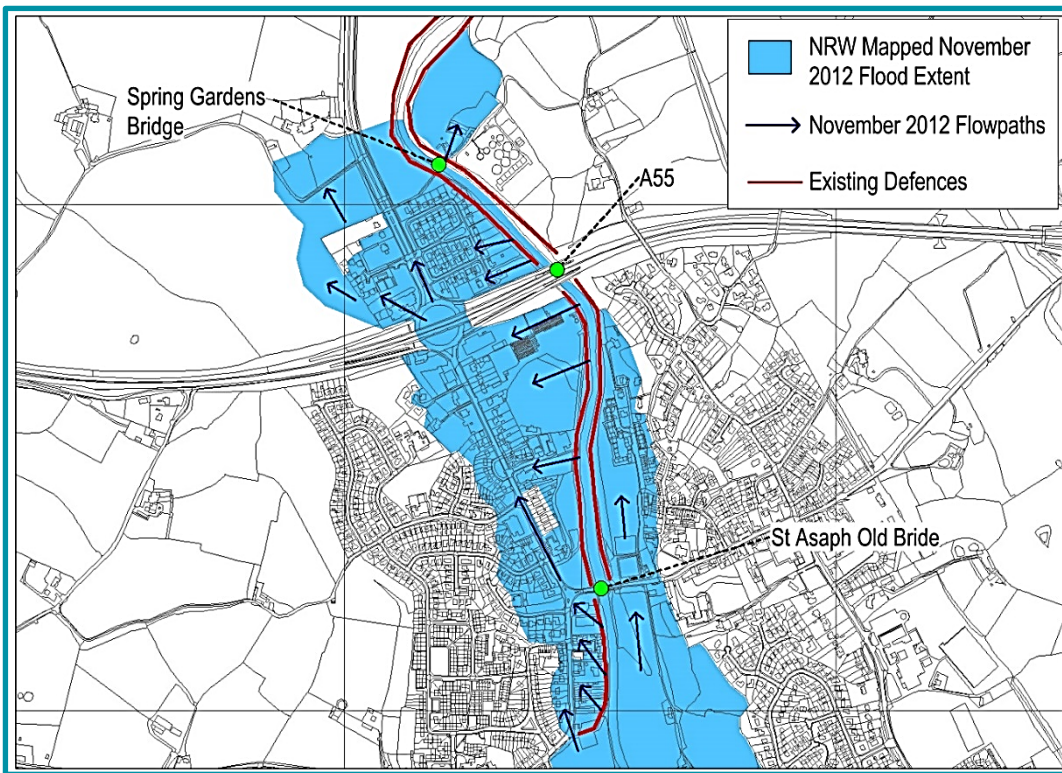 NRW Mapped November
2012 Flood Extent
November 2012 Flowpaths
Existing Defences
Spring Gardens
Bridge
A55
St Asaph Old Bride